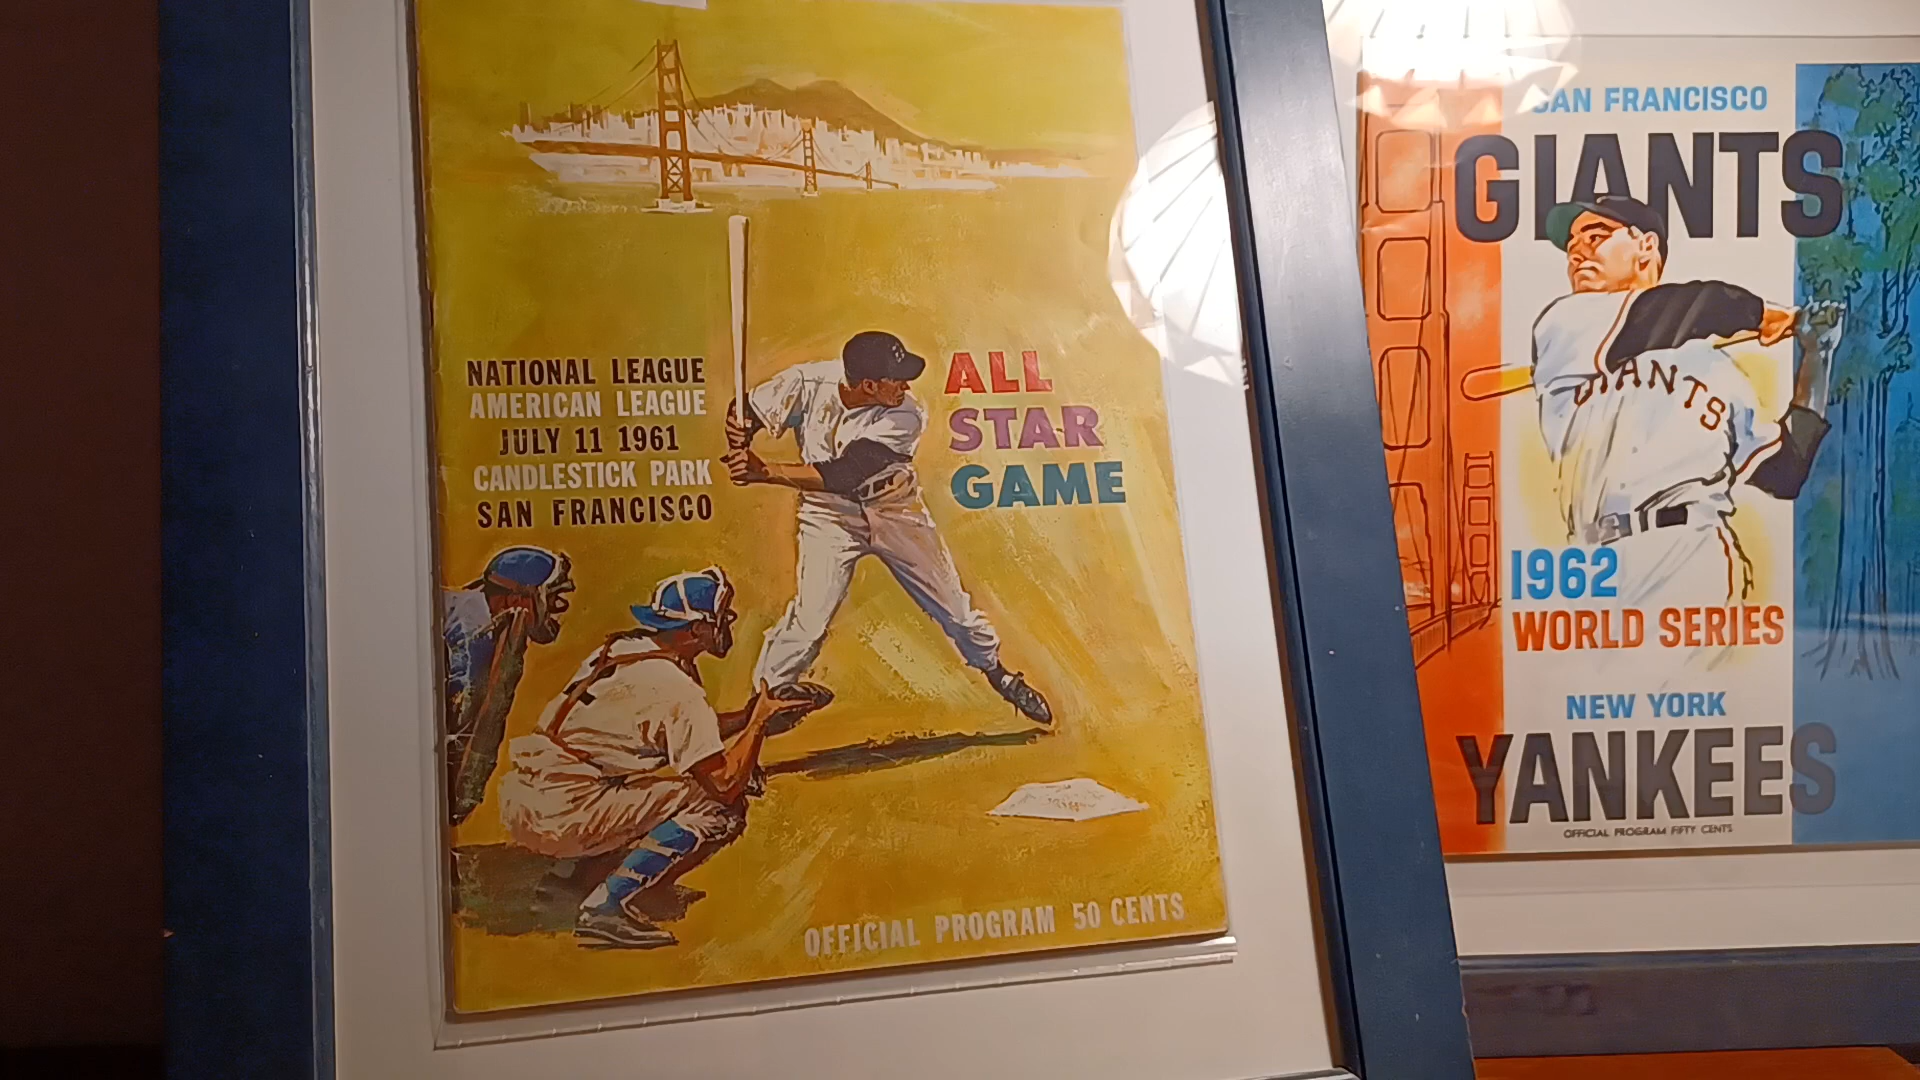 NATIONAL LEAGUE
AMERICAN LEAGUE
JULY 11 1961
CANDLESTICK PARK
SAN FRANCISCO
ALL
STAR
GAME
OFFICIAL PROGRAM 50 CENTS
SAN FRANCISCO
GIANTS
GIANTS
1962
WORLD SERIES
NEW YORK
YANKEES
OFFICIAL PROGRAM FIFTY CENTS